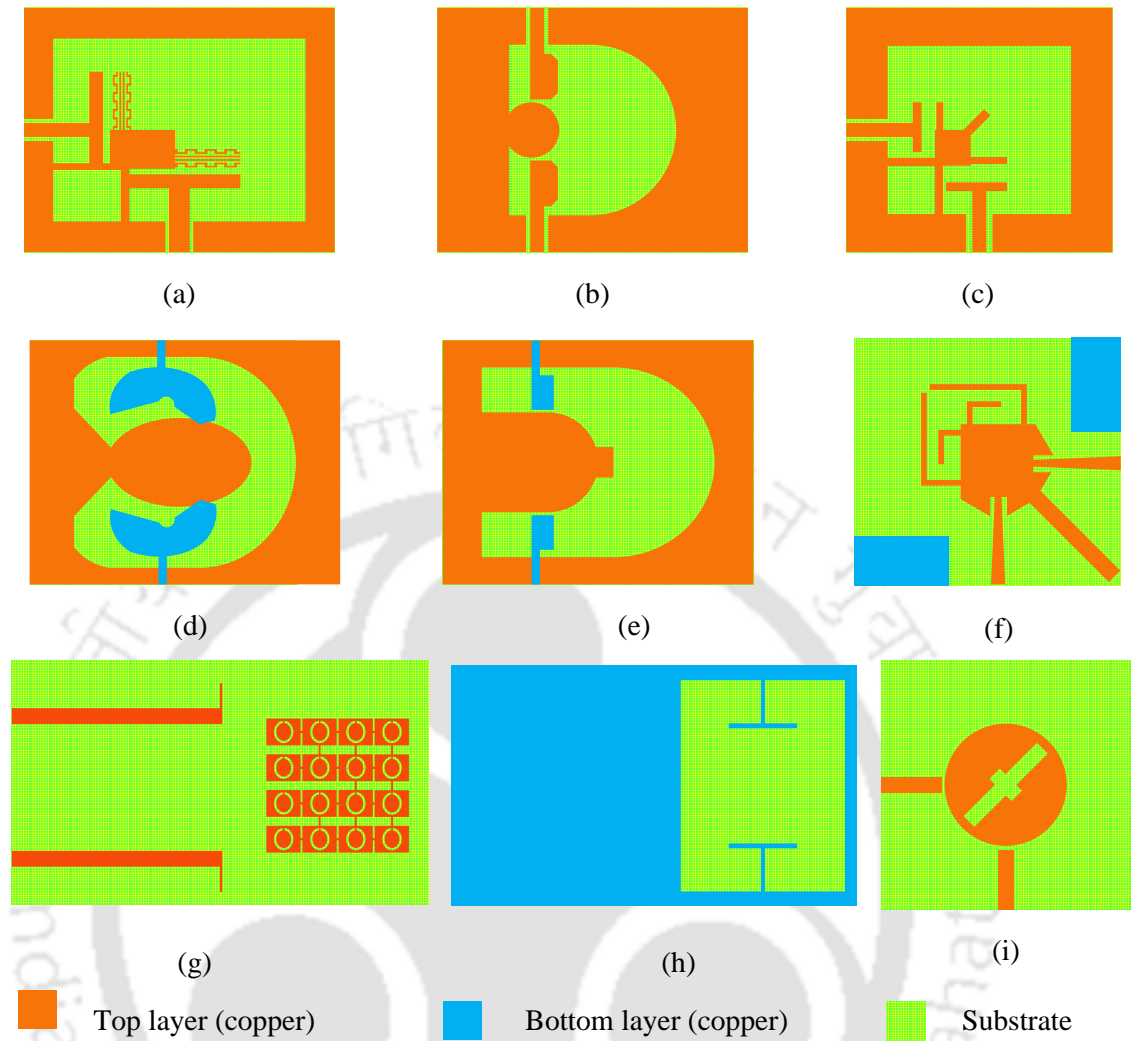 (a) (b) (c)
(d) (e) (f)
(g) (h) (i)
Top layer (copper) Bottom layer (copper) Substrate